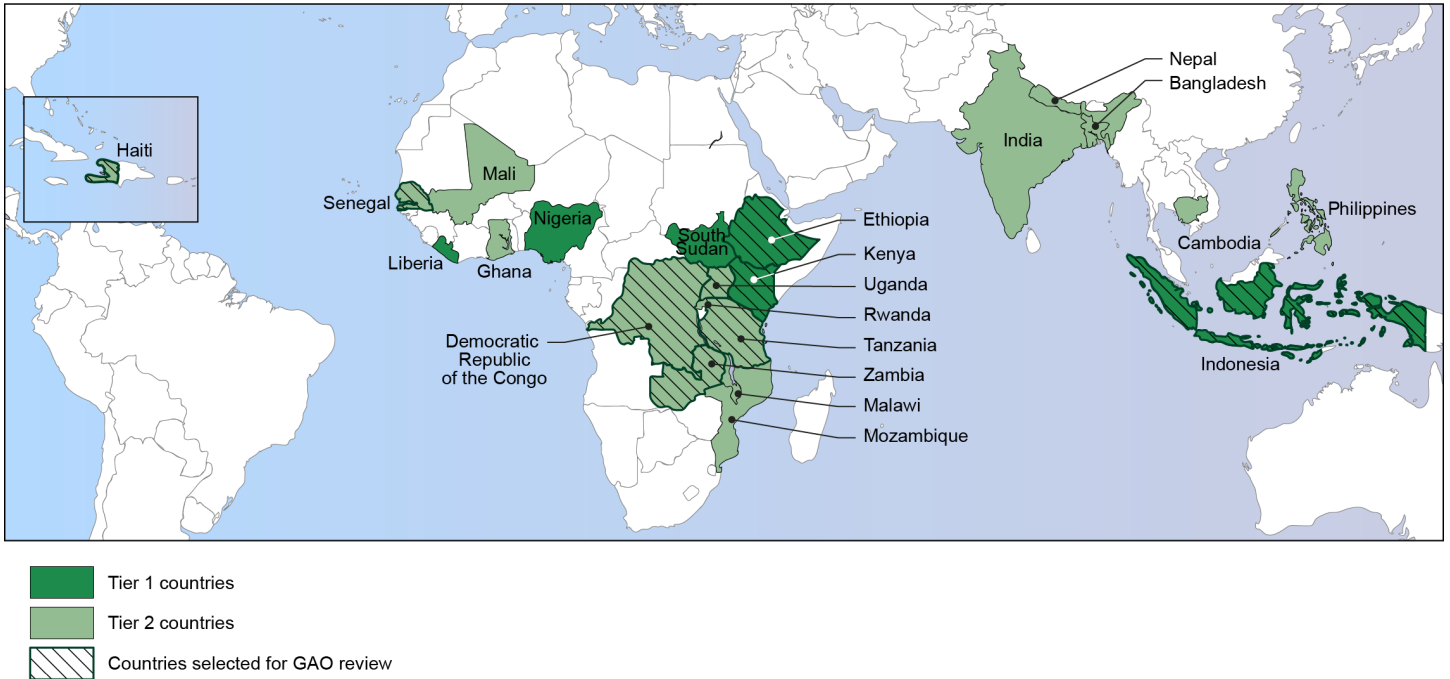 Haiti
Senegal
Mali
Nigeria
Liberia
Ghana
South
Sudan
Democratic
Republic
of the Congo
Ethiopia
Kenya
Uganda
Rwanda
Tanzania
Zambia
Malawi
Mozambique
Nepal
Bangladesh
India
Philippines
Cambodia
Indonesia
Tier 1 countries
Tier 2 countries
Countries selected for GAO review